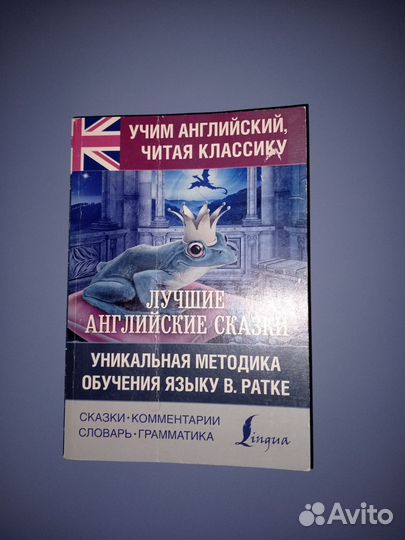 УЧИМ АНГЛИЙСКИЙ,
ЧИТАЯ КЛАССИКУ
ЛУЧШИЕ
АНГЛИЙСКИЕ СКАЗКИ
УНИКАЛЬНАЯ МЕТОДИКА
ОБУЧЕНИЯ ЯЗЫКУ В. РАТКЕ
СКАЗКИ·КОММЕНТАРИИ
СЛОВАРЬ·ГРАММАТИКА
Lingua
Avito